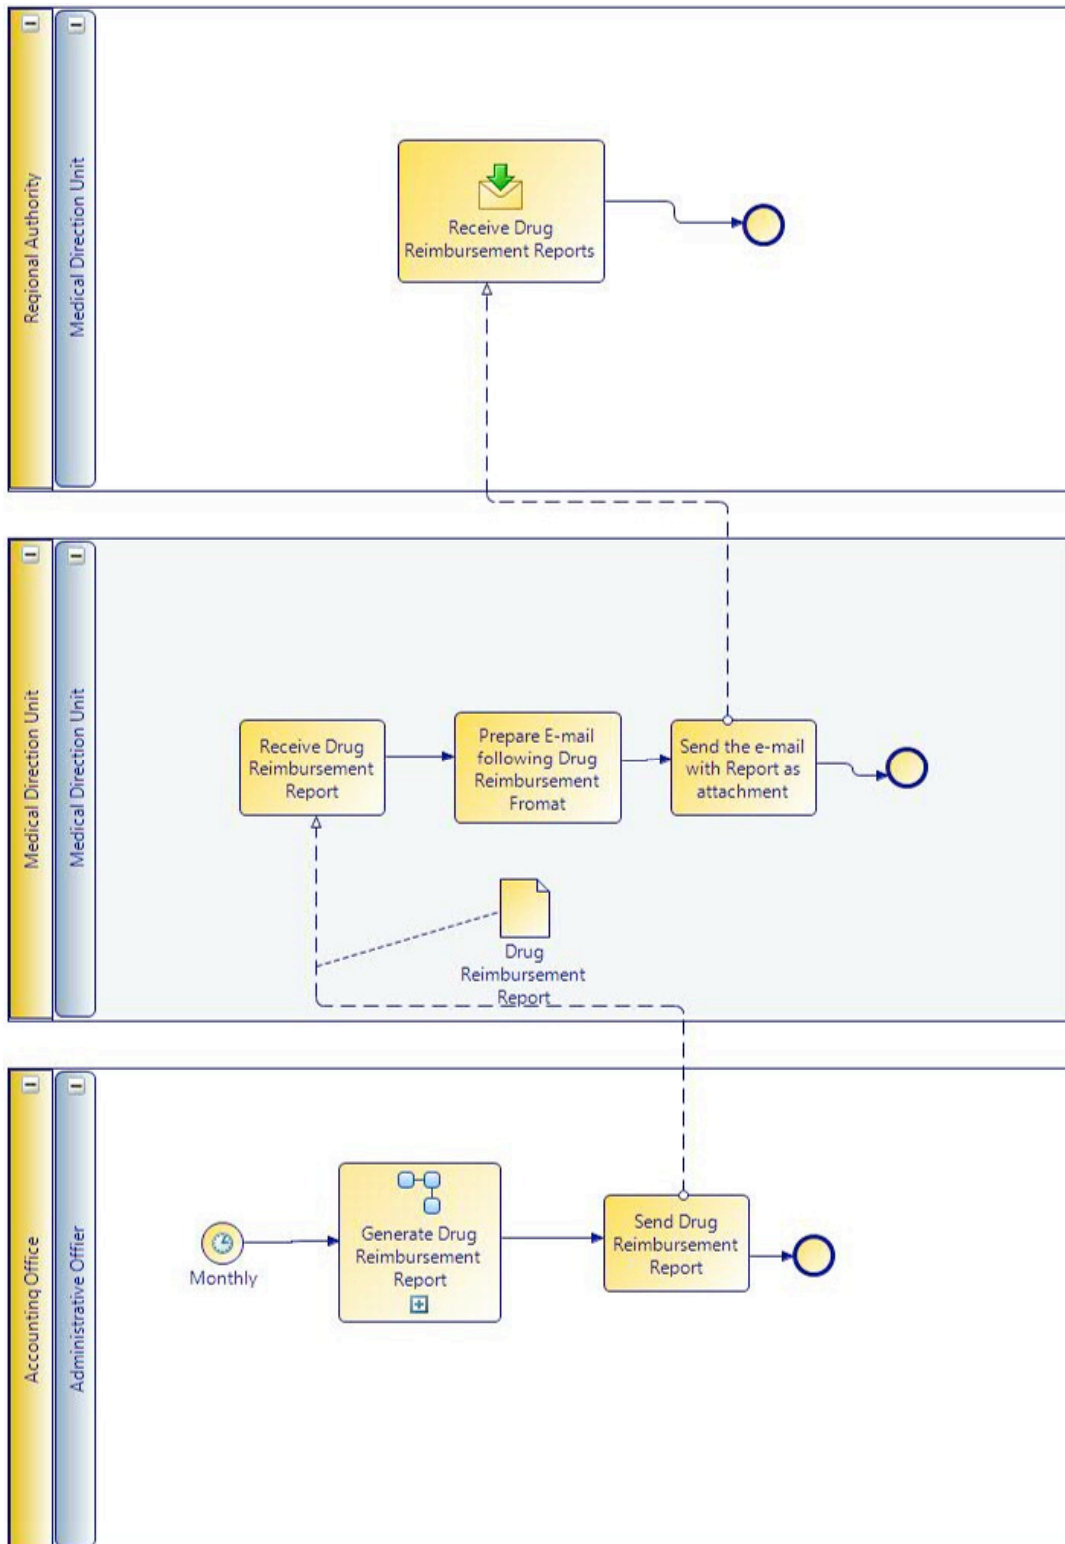 Regional Authority
Medical Direction Unit
Receive Drug
Reimbursement Reports
Medical Direction Unit
Medical Direction Unit
Receive Drug
Reimbursement
Report
Prepare E-mail
following Drug
Reimbursement
Fromat
Send the e-mail
with Report as
attachment
Drug
Reimbursement
Report
Accounting Office
Administrative Offier
Monthly
Generate Drug
Reimbursement
Report
Send Drug
Reimbursement
Report